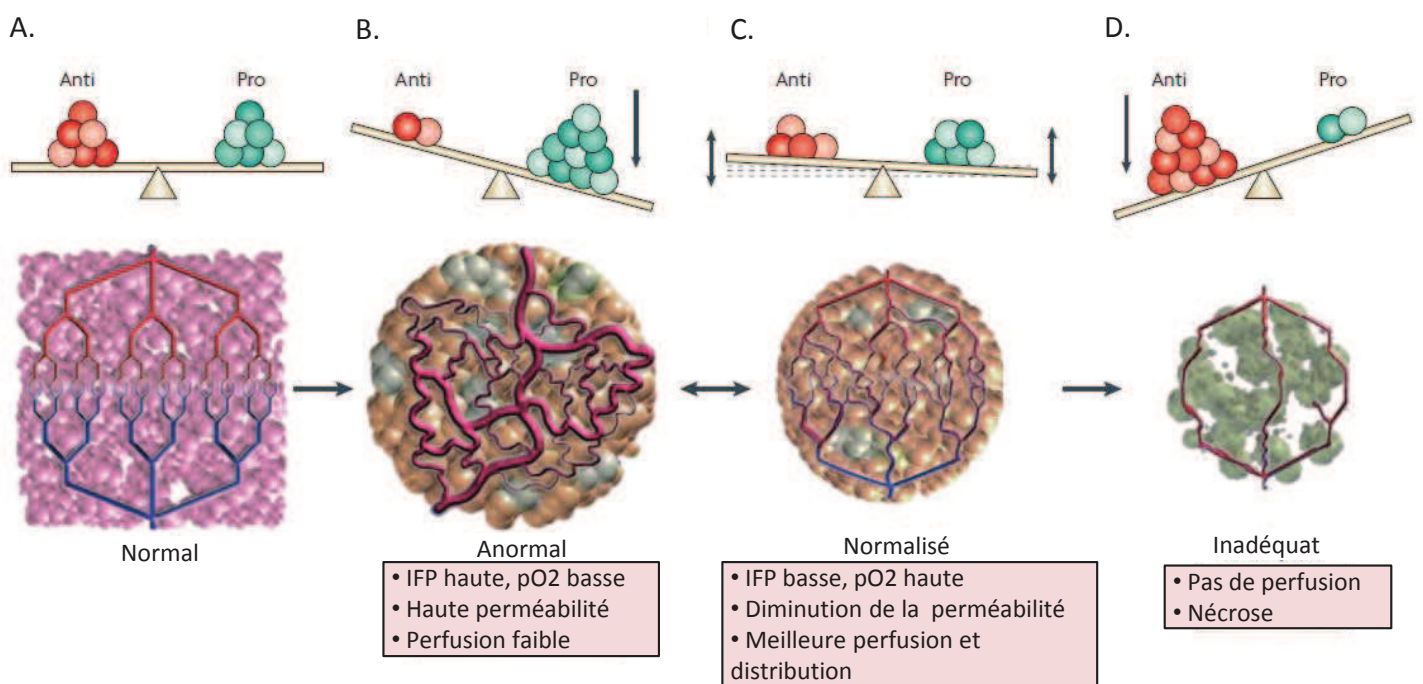 A.
B.
C.
D.
Anti Pro
Anti Pro
Anti Pro
Anti Pro
Normal
Anormal
• IFP haute, pO2 basse
• Haute perméabilité
• Perfusion faible
Normalisé
• IFP basse, pO2 haute
• Diminution de la perméabilité
• Meilleure perfusion et
distribution
Inadéquat
• Pas de perfusion
• Nécrose